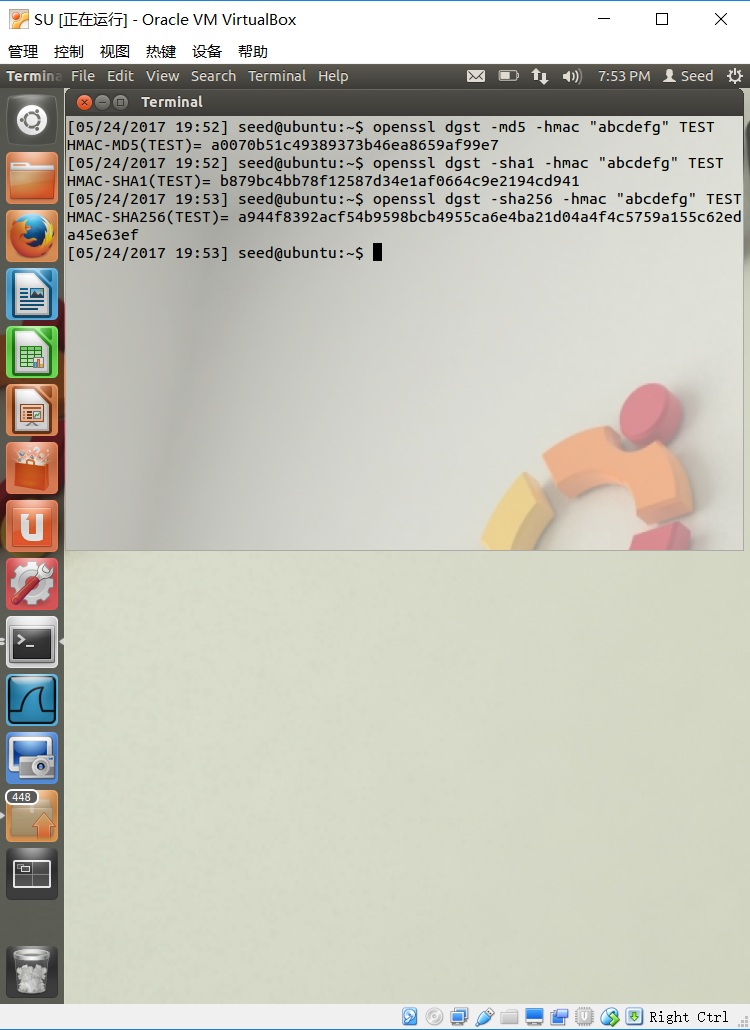 SU [正在运行] - Oracle VM VirtualBox
管理 控制 视图 热键 设备 帮助
Termina File Edit View Search Terminal Help 7:53 PM Seed
Terminal
[05/24/2017 19:52] seed@ubuntu:~$ openssl dgst -md5 -hmac "abcdefg" TEST
HMAC-MD5(TEST)= a0070b51c49389373b46ea8659af99e7
[05/24/2017 19:52] seed@ubuntu:~$ openssl dgst -sha1 -hmac "abcdefg" TEST
HMAC-SHA1(TEST)= b879bc4bb78f12587d34e1af0664c9e2194cd941
[05/24/2017 19:53] seed@ubuntu:~$ openssl dgst -sha256 -hmac "abcdefg" TEST
HMAC-SHA256(TEST)= a944f8392acf54b9598bcb4955ca6e4ba21d04a4f4c5759a155c62ed
a45e63ef
[05/24/2017 19:53] seed@ubuntu:~$
448
Right Ctrl